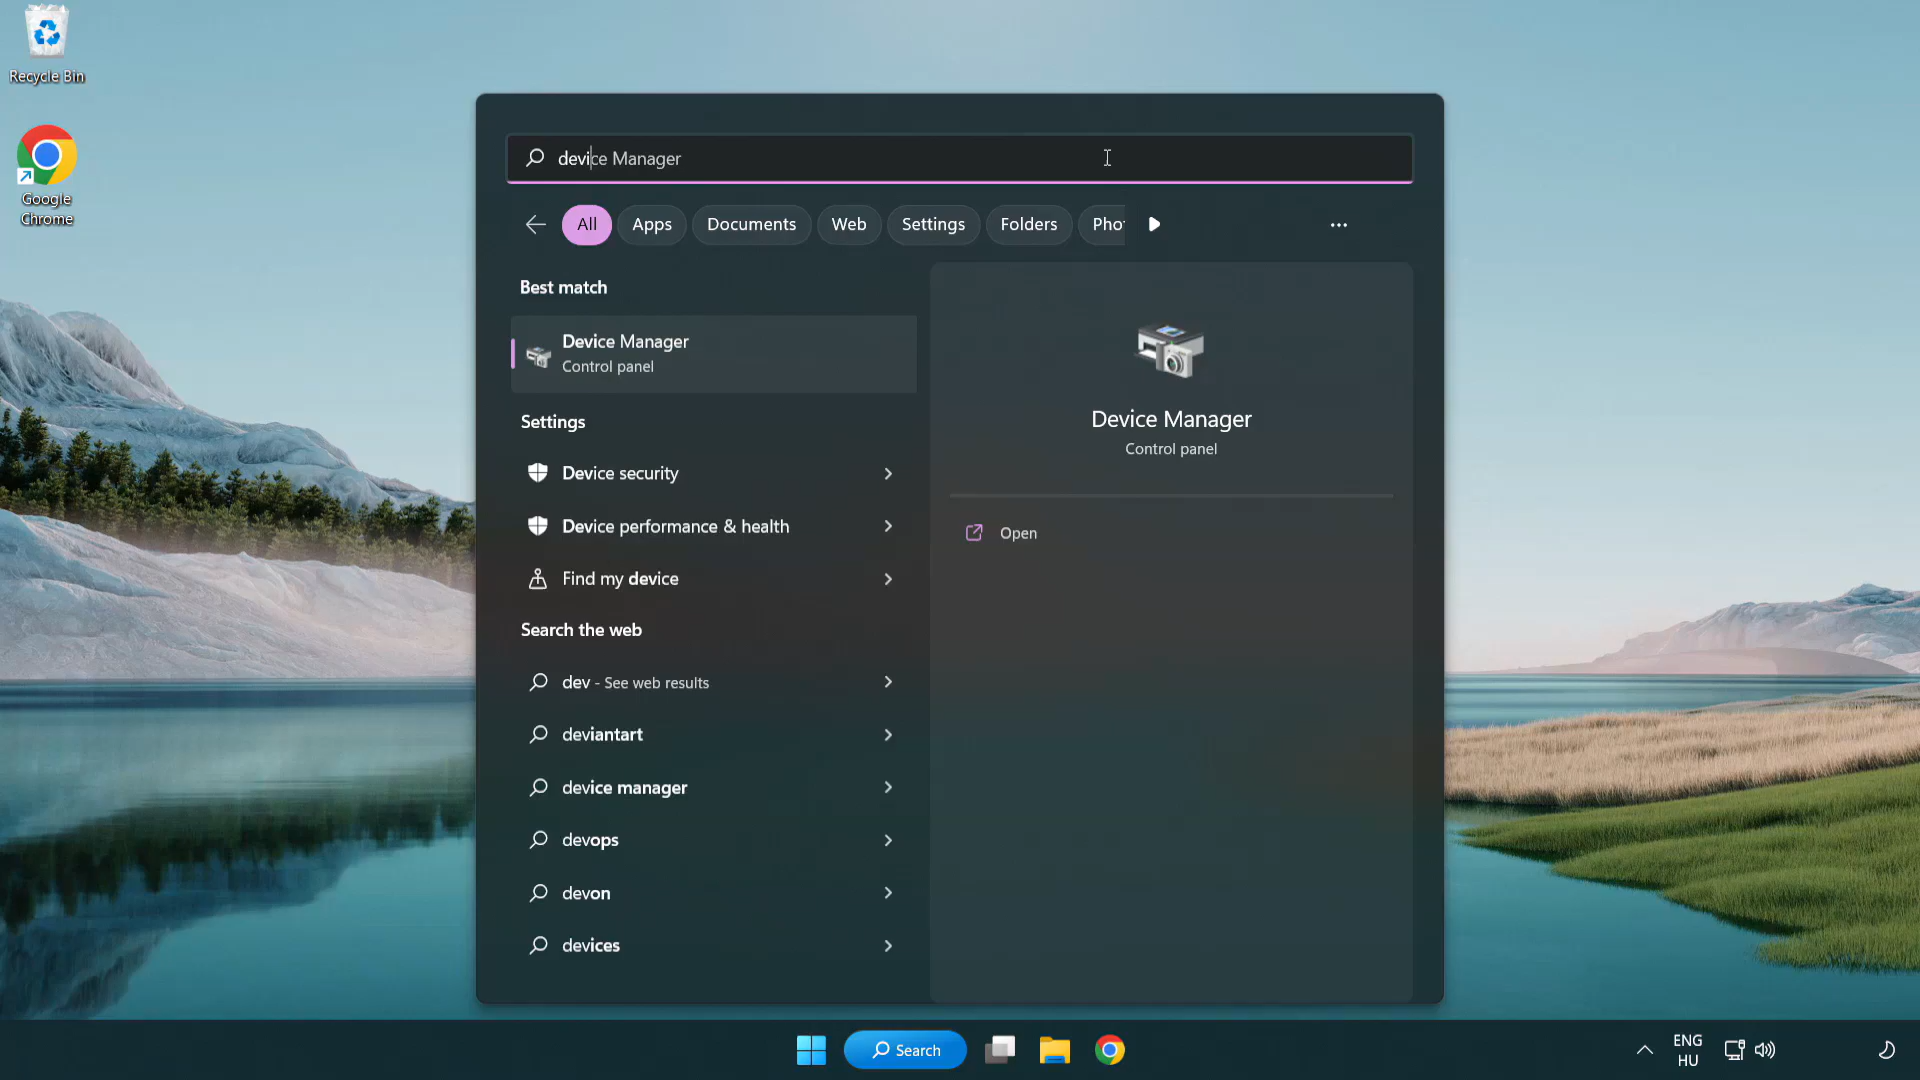 Recycle Bin
Google
Chrome
device Manager
All
Apps
Documents
Web
Settings
Folders
Pho
Best match
Device Manager
Control panel
Settings
Device security
Device performance & health
Find my device
Search the web
dev - See web results
deviantart
device manager
devops
devon
devices
Device Manager
Control panel
Open
Search
ENG
HU